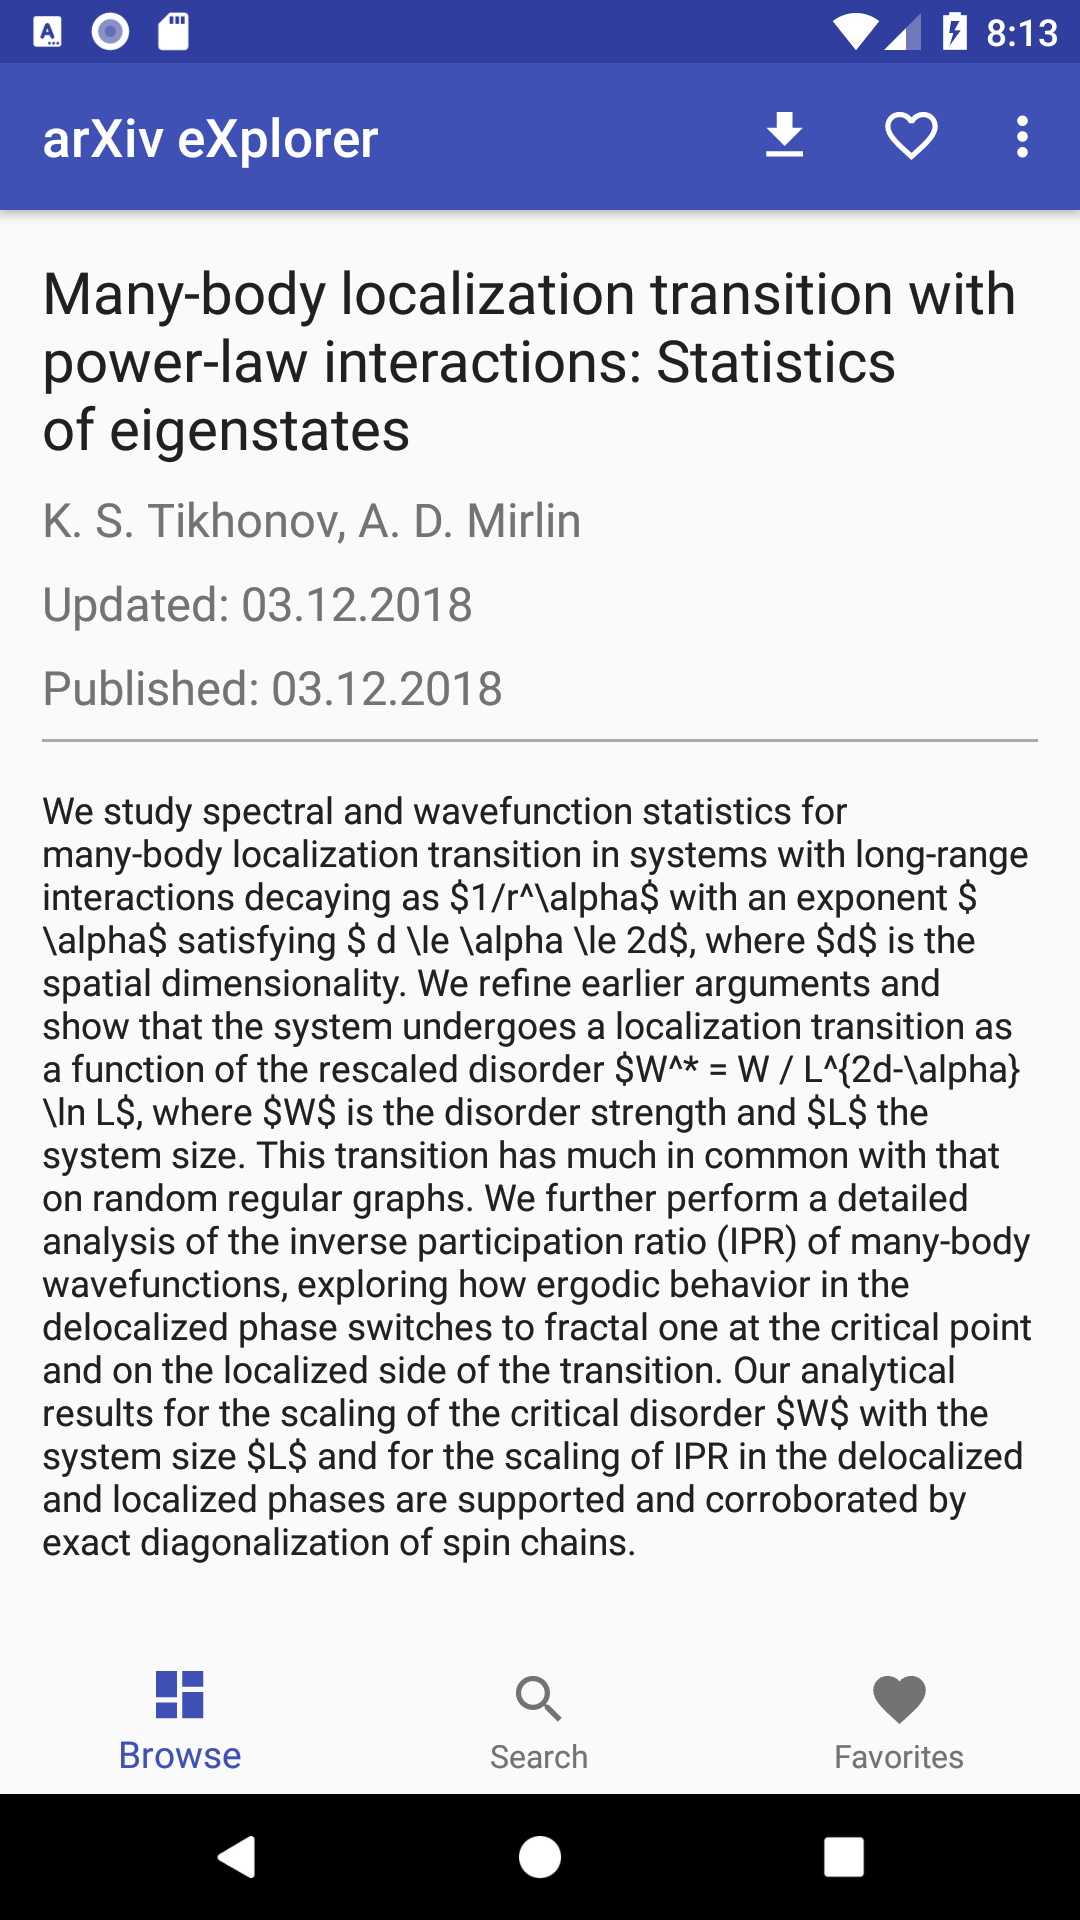 8:13
arXiv eXplorer
Many-body localization transition with
power-law interactions: Statistics
of eigenstates
K. S. Tikhonov, A. D. Mirlin
Updated: 03.12.2018
Published: 03.12.2018
We study spectral and wavefunction statistics for
many-body localization transition in systems with long-range
interactions decaying as $1/r^\alpha$ with an exponent $
\alpha$ satisfying $ d \le \alpha \le 2d$, where $d$ is the
spatial dimensionality. We refine earlier arguments and
show that the system undergoes a localization transition as
a function of the rescaled disorder $W^* = W / L^{2d-\alpha}
\ln L$, where $W$ is the disorder strength and $L$ the
system size. This transition has much in common with that
on random regular graphs. We further perform a detailed
analysis of the inverse participation ratio (IPR) of many-body
wavefunctions, exploring how ergodic behavior in the
delocalized phase switches to fractal one at the critical point
and on the localized side of the transition. Our analytical
results for the scaling of the critical disorder $W$ with the
system size $L$ and for the scaling of IPR in the delocalized
and localized phases are supported and corroborated by
exact diagonalization of spin chains.
Browse
Search
Favorites